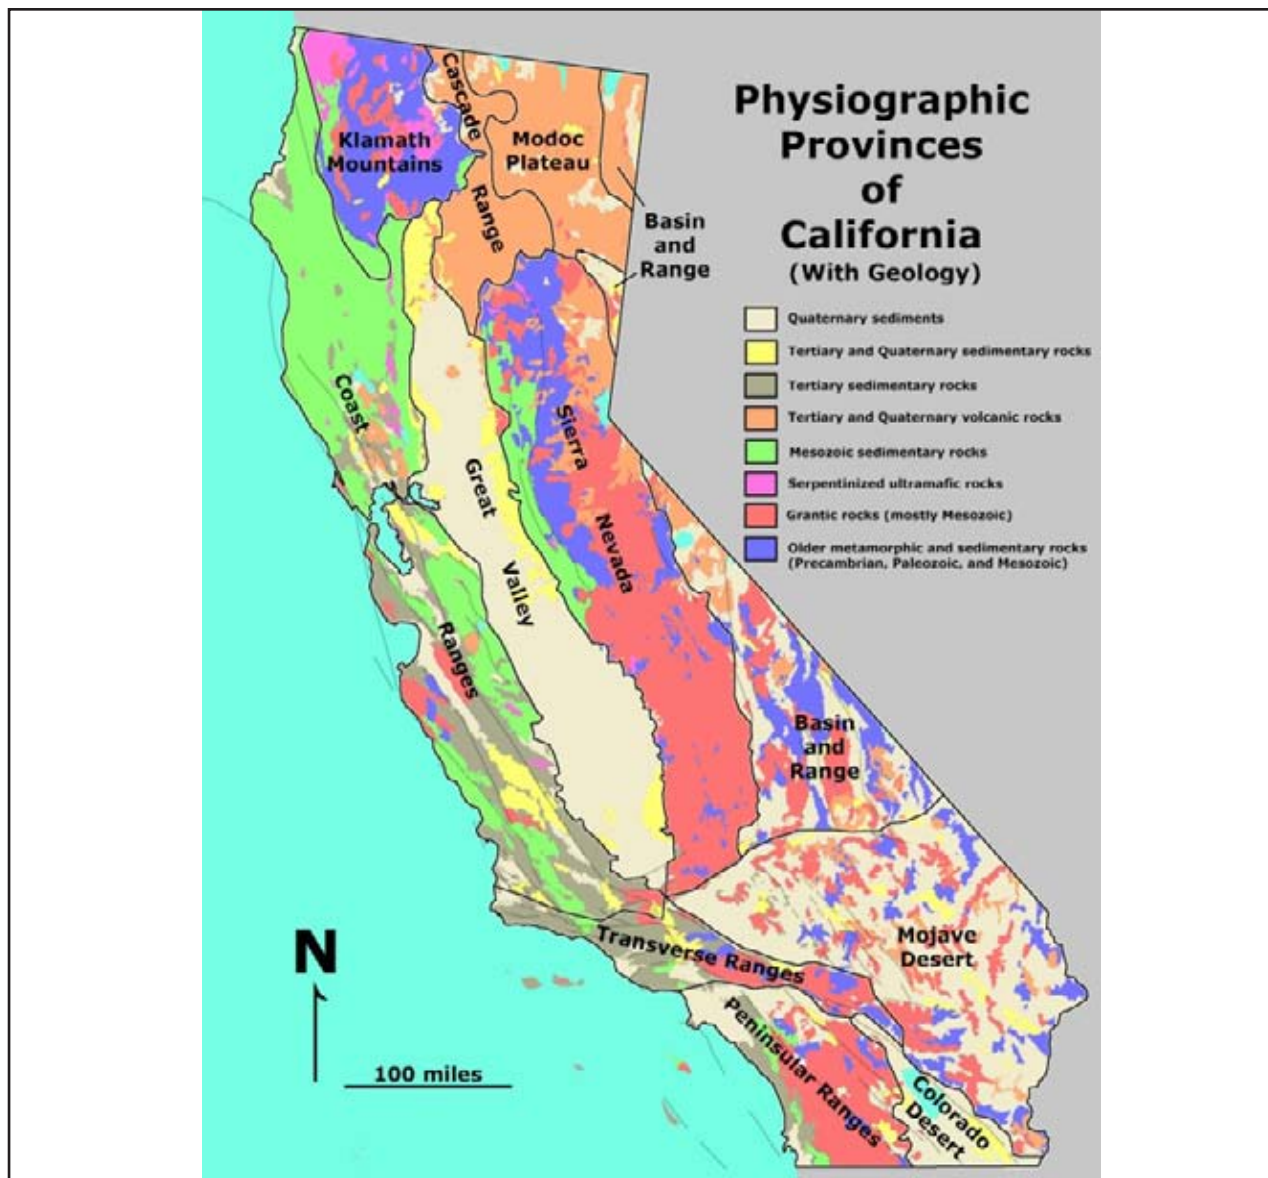 Physiographic
Provinces
of
California
(With Geology)
Quaternary sediments
Tertiary and Quaternary sedimentary rocks
Tertiary sedimentary rocks
Tertiary and Quaternary volcanic rocks
Mesozoic sedimentary rocks
Serpentinized ultramafic rocks
Grantic rocks (mostly Mesozoic)
Older metamorphic and sedimentary rocks
(Precambrian, Paleozoic, and Mesozoic)
Klamath
Mountains
Cascade
Range
Modoc
Plateau
Basin
and
Range
Coast
Ranges
Great
Valley
Sierra
Nevada
Basin
and
Range
Mojave
Desert
Transverse Ranges
Peninsular Ranges
Colorado
Desert
N
100 miles